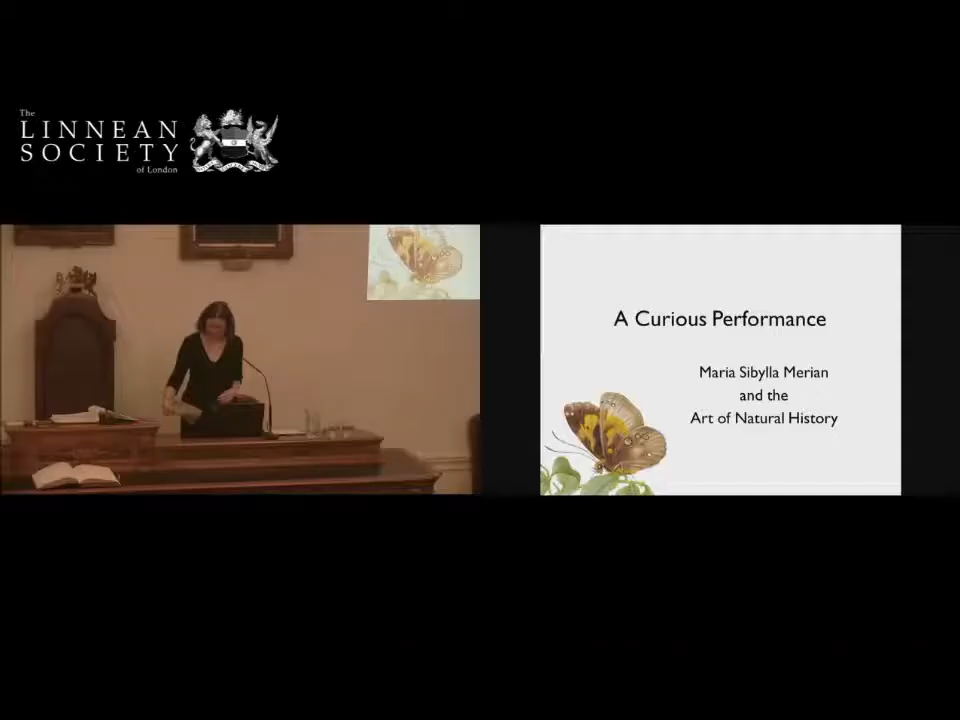 The
LINNEAN
SOCIETY
of London
A Curious Performance
Maria Sibylla Merian
and the
Art of Natural History